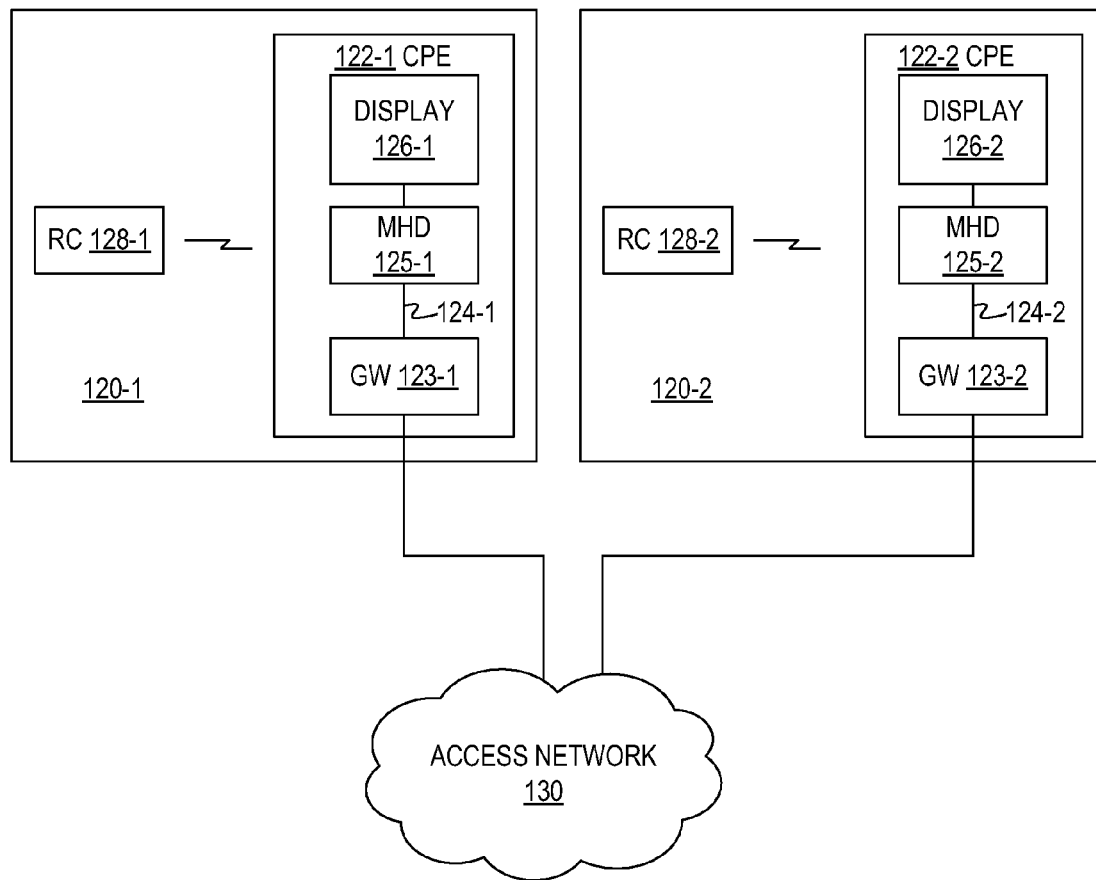 122-1 CPE
DISPLAY
126-1
RC 128-1
MHD
125-1
124-1
GW 123-1
120-1
122-2 CPE
DISPLAY
126-2
RC 128-2
MHD
125-2
124-2
GW 123-2
120-2
ACCESS NETWORK
130